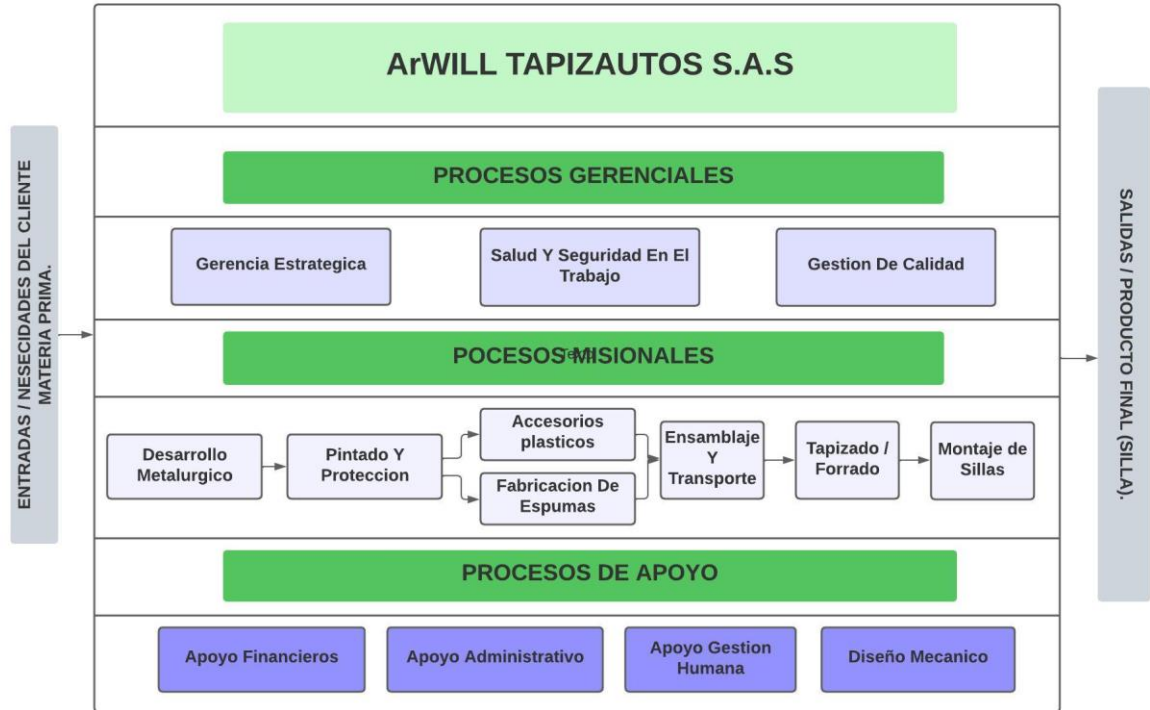 ArWILL TAPIZAUTOS S.A.S
ENTRADAS / NESECIDADES DEL CLIENTE
MATERIA PRIMA.
PROCESOS GERENCIALES
Gerencia Estrategica
Salud Y Seguridad En El
Trabajo
Gestion De Calidad
POCESOS MISIONALES
Texto
Desarrollo
Metalurgico
Pintado Y
Proteccion
Accesorios
plasticos
Fabricacion De
Espumas
Ensamblaje
Y
Transporte
Tapizado /
Forrado
Montaje de
Sillas
PROCESOS DE APOYO
Apoyo Financieros
Apoyo Administrativo
Apoyo Gestion
Humana
Diseño Mecanico
SALIDAS / PRODUCTO FINAL (SILLA).